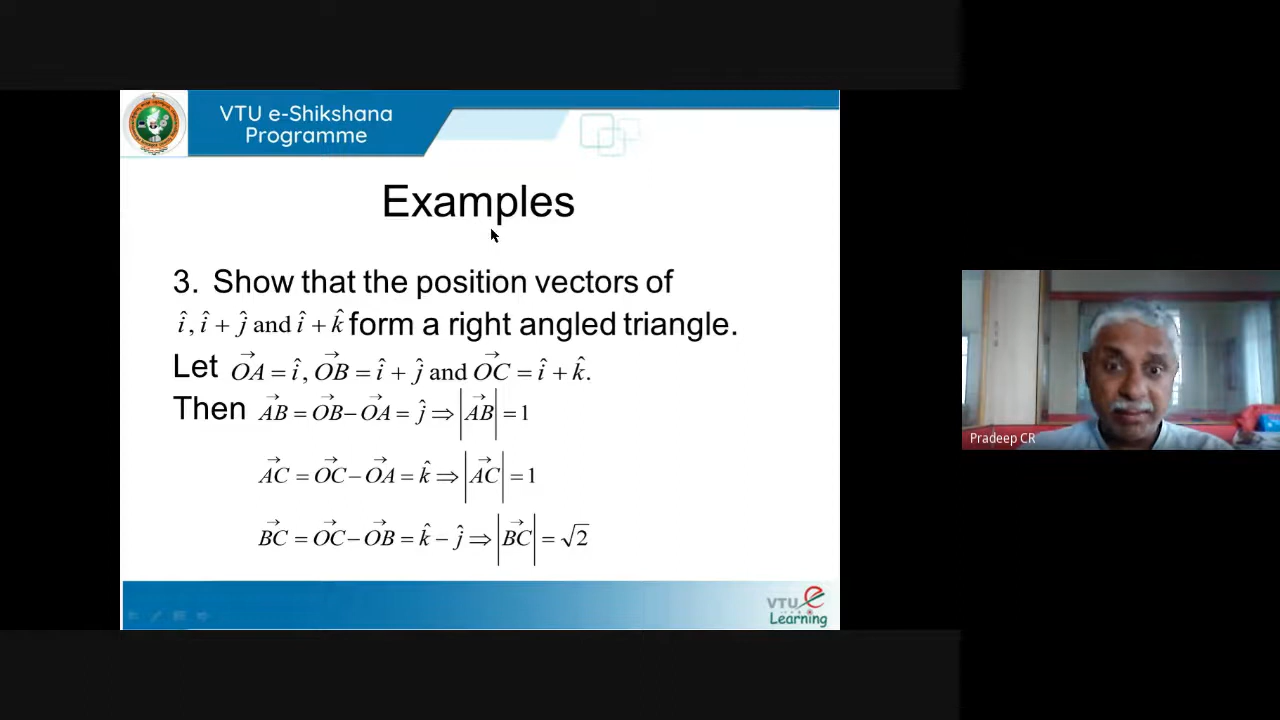 VTU e-Shikshana
Programme
Examples
3. Show that the position vectors of
î, î + ĵ and î + k̂ form a right angled triangle.
Let OA⃗ = î, OB⃗ = î + ĵ and OC⃗ = î + k̂.
Then AB⃗ = OB⃗ − OA⃗ = ĵ ⇒ |AB⃗| = 1
AC⃗ = OC⃗ − OA⃗ = k̂ ⇒ |AC⃗| = 1
BC⃗ = OC⃗ − OB⃗ = k̂ − ĵ ⇒ |BC⃗| = √2
Pradeep CR
VTU e
Learning